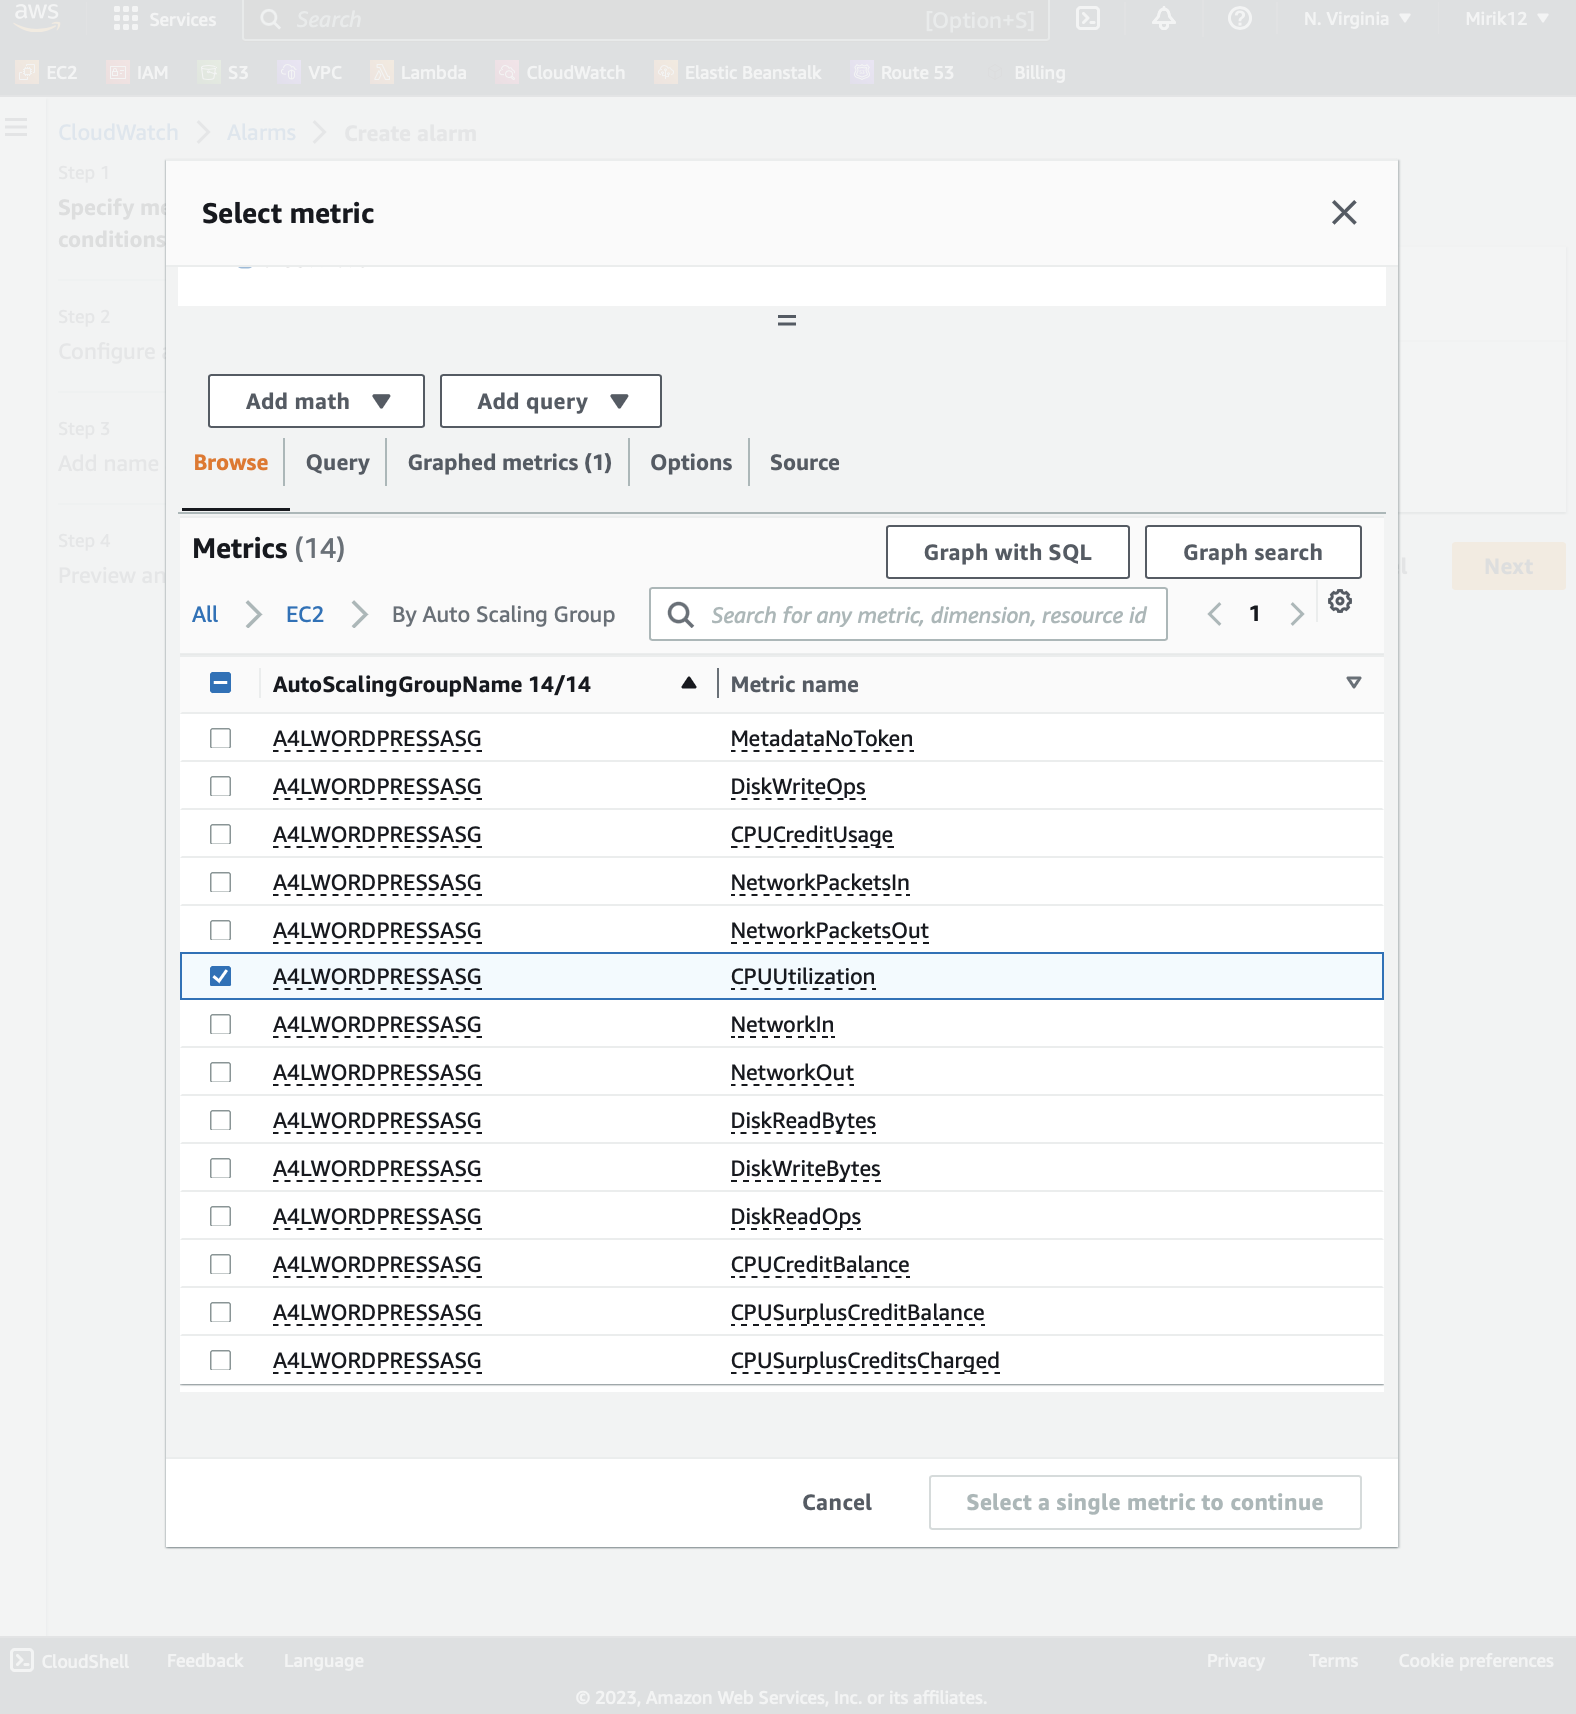 aws
Services
Search
[Option+S]
N. Virginia
Mirik12
EC2
IAM
S3
VPC
Lambda
CloudWatch
Elastic Beanstalk
Route 53
Billing
CloudWatch
Alarms
Create alarm
Step 1
Specify me
conditions
Step 2
Configure a
Step 3
Add name
Step 4
Preview an
Next
Select metric
Add math
Add query
Browse
Query
Graphed metrics (1)
Options
Source
Metrics (14)
Graph with SQL
Graph search
All
EC2
By Auto Scaling Group
Search for any metric, dimension, resource id
1
AutoScalingGroupName 14/14
Metric name
A4LWORDPRESSASG
MetadataNoToken
A4LWORDPRESSASG
DiskWriteOps
A4LWORDPRESSASG
CPUCreditUsage
A4LWORDPRESSASG
NetworkPacketsIn
A4LWORDPRESSASG
NetworkPacketsOut
A4LWORDPRESSASG
CPUUtilization
A4LWORDPRESSASG
NetworkIn
A4LWORDPRESSASG
NetworkOut
A4LWORDPRESSASG
DiskReadBytes
A4LWORDPRESSASG
DiskWriteBytes
A4LWORDPRESSASG
DiskReadOps
A4LWORDPRESSASG
CPUCreditBalance
A4LWORDPRESSASG
CPUSurplusCreditBalance
A4LWORDPRESSASG
CPUSurplusCreditsCharged
Cancel
Select a single metric to continue
CloudShell
Feedback
Language
Privacy
Terms
Cookie preferences
© 2023, Amazon Web Services, Inc. or its affiliates.